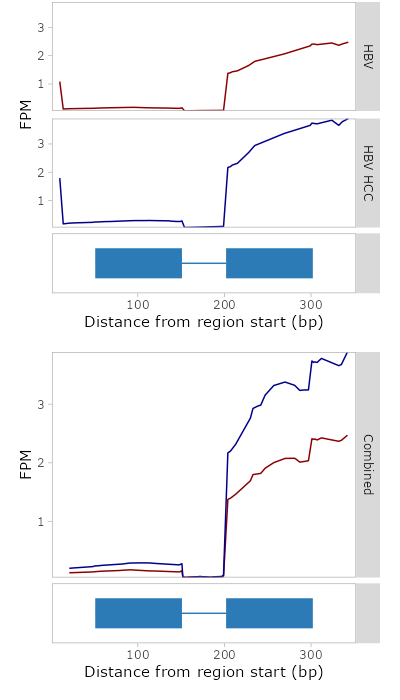 3
2
1
HBV
FPM
3
2
1
HBV HCC
100 200 300
Distance from region start (bp)
3
2
1
FPM
Combined
100 200 300
Distance from region start (bp)